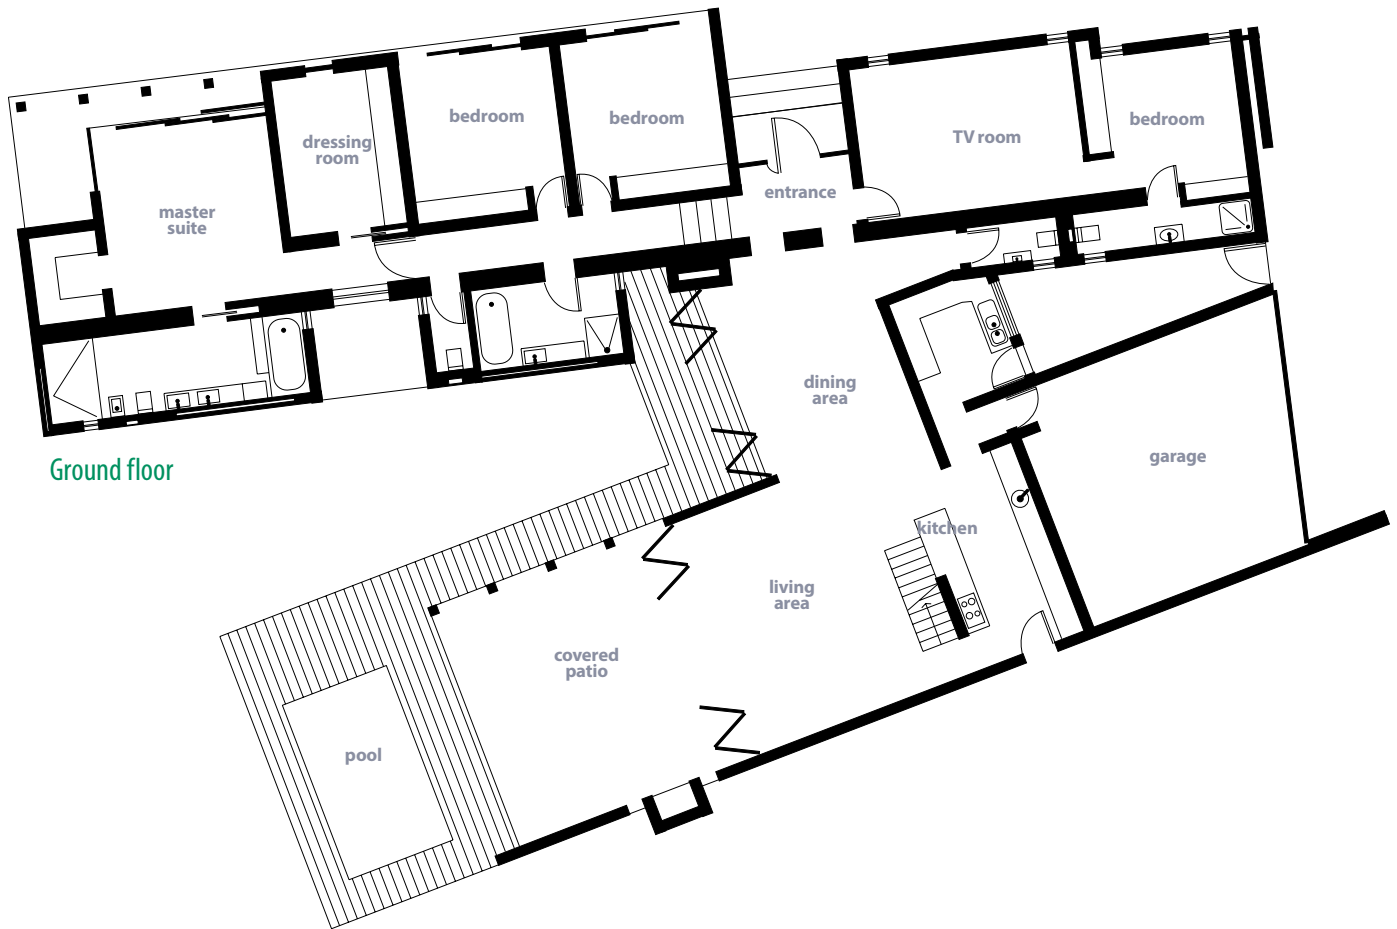 bedroom
bedroom
bedroom
TV room
dressing
room
entrance
master
suite
dining
area
garage
Ground floor
kitchen
living
area
covered
patio
pool